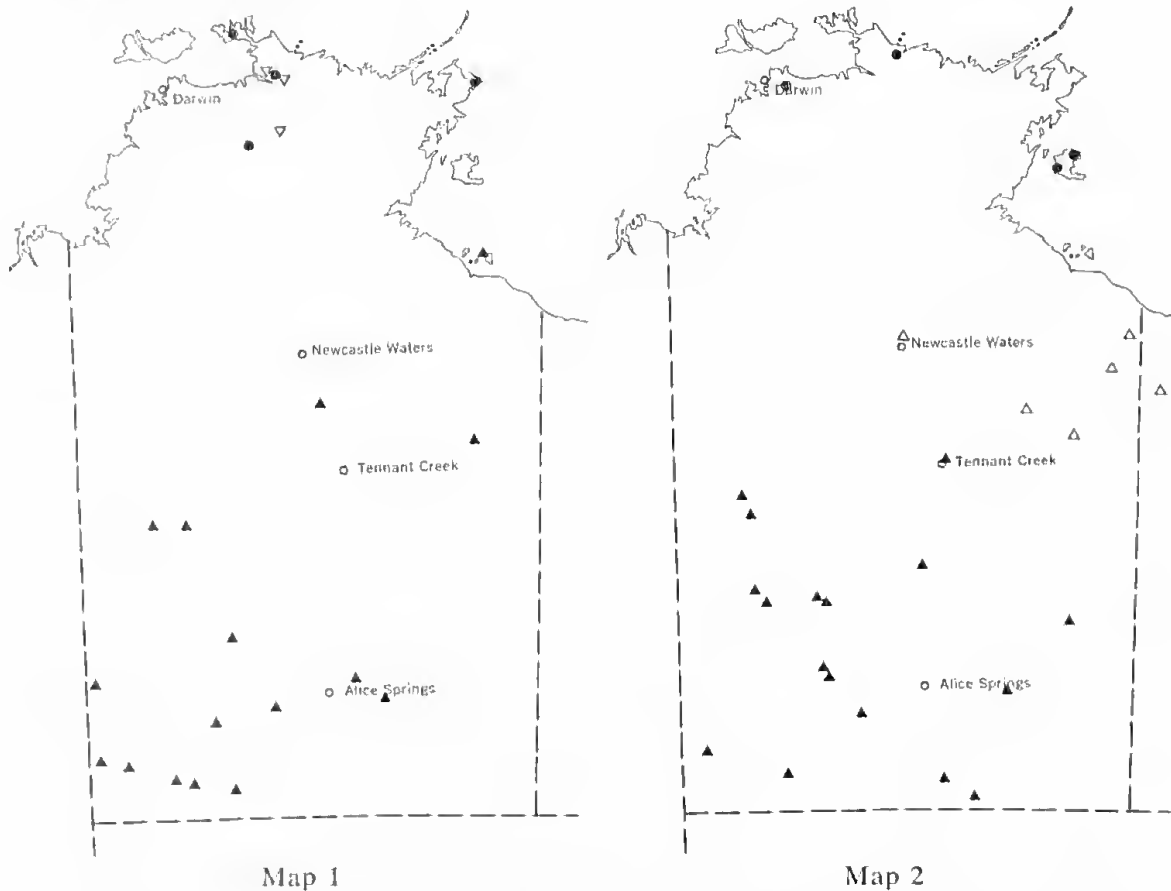 Darwin
Newcastle Waters
Tennant Creek
Alice Springs
Map 1
Darwin
Newcastle Waters
Tennant Creek
Alice Springs
Map 2